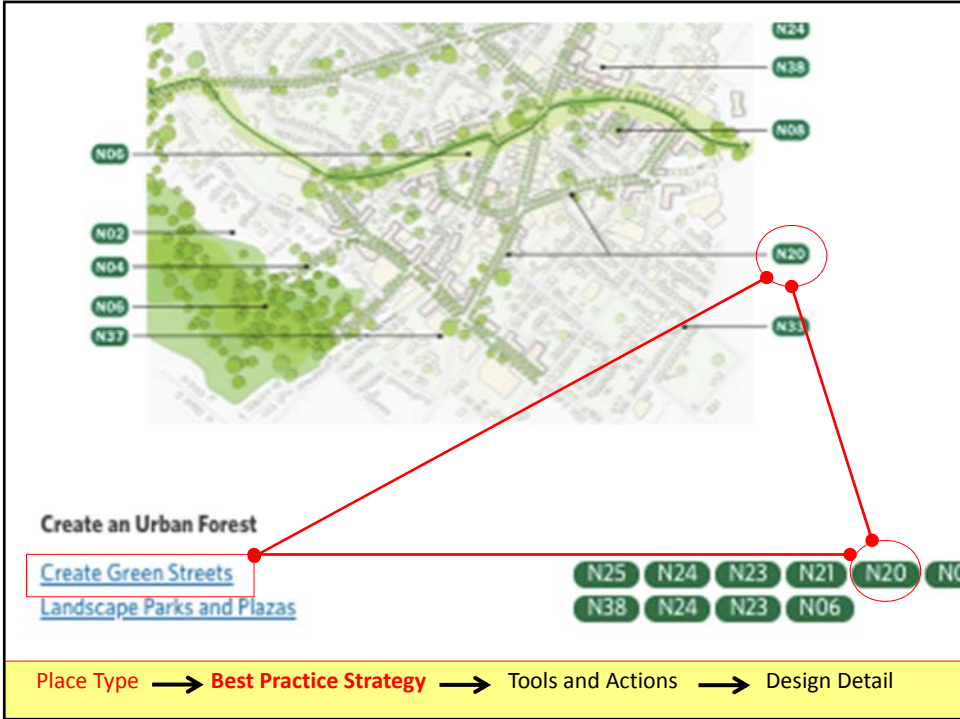 N24
N38
N08
N06
N02
N20
N04
N06
N37
N33
Create an Urban Forest
Create Green Streets N25 N24 N23 N21 N20 N0
Landscape Parks and Plazas N38 N24 N23 N06
Place Type → Best Practice Strategy → Tools and Actions → Design Detail